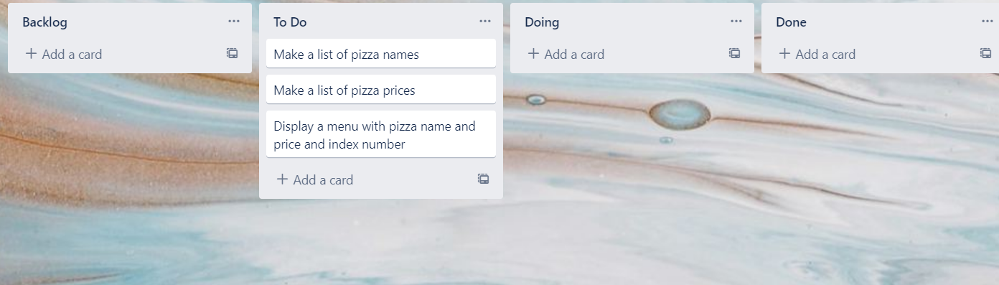 Backlog
Add a card
To Do
Make a list of pizza names
Make a list of pizza prices
Display a menu with pizza name and
price and index number
Add a card
Doing
Add a card
Done
Add a card